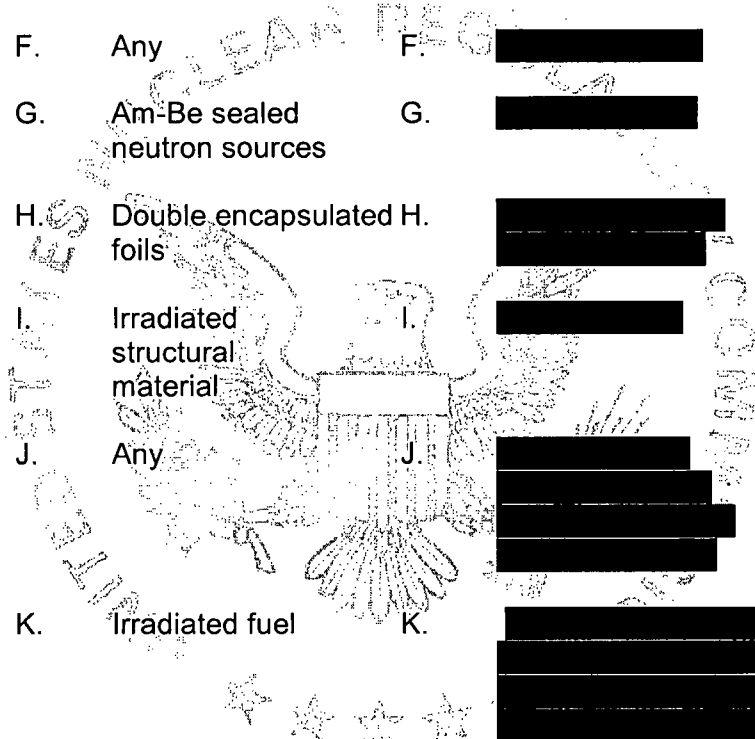 F. Any F.
G. Am-Be sealed G.
neutron sources
H. Double encapsulated H.
foils
I. Irradiated I.
structural
material
J. Any J.
K. Irradiated fuel K.